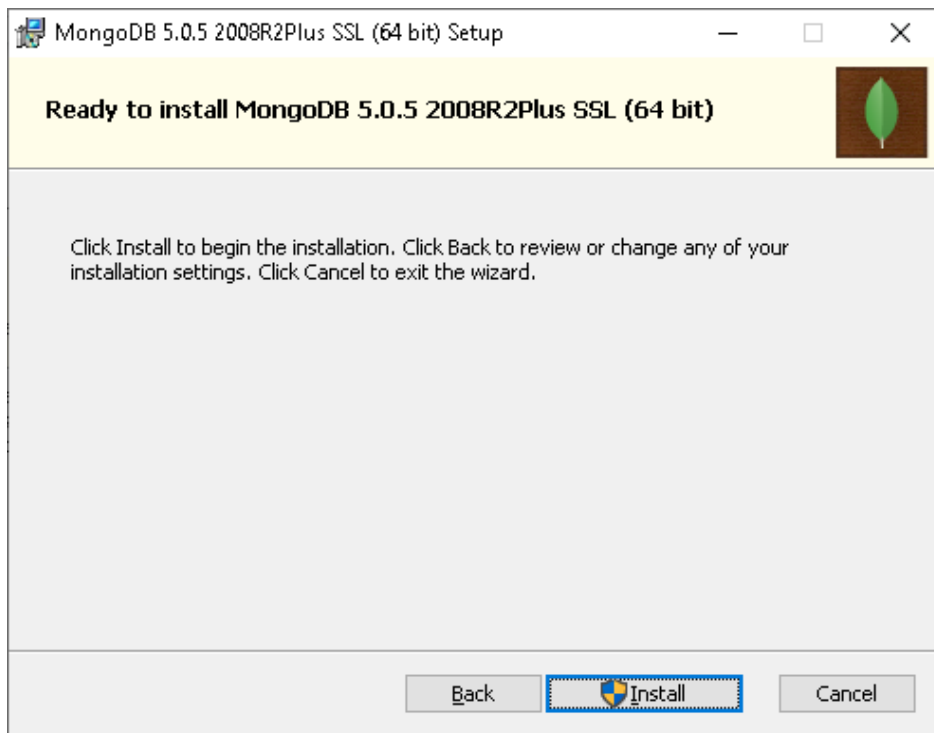 MongoDB 5.0.5 2008R2Plus SSL (64 bit) Setup
Ready to install MongoDB 5.0.5 2008R2Plus SSL (64 bit)
Click Install to begin the installation. Click Back to review or change any of your
installation settings. Click Cancel to exit the wizard.
Back Install Cancel